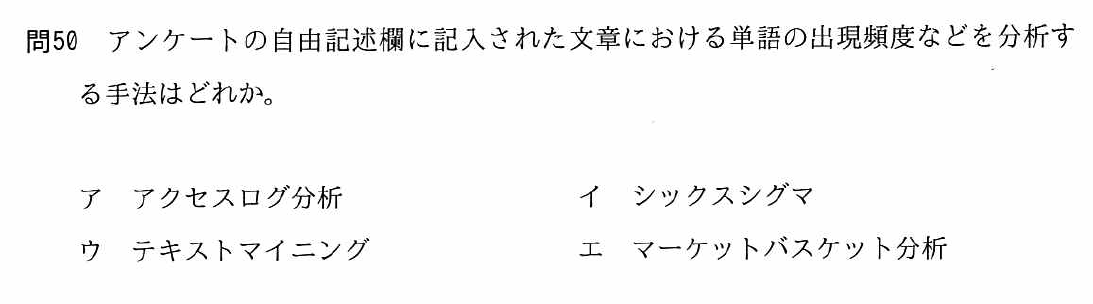 問50　アンケートの自由記述欄に記入された文章における単語の出現頻度などを分析す
る手法はどれか。
ア　アクセスログ分析　イ　シックスシグマ
ウ　テキストマイニング　エ　マーケットバスケット分析